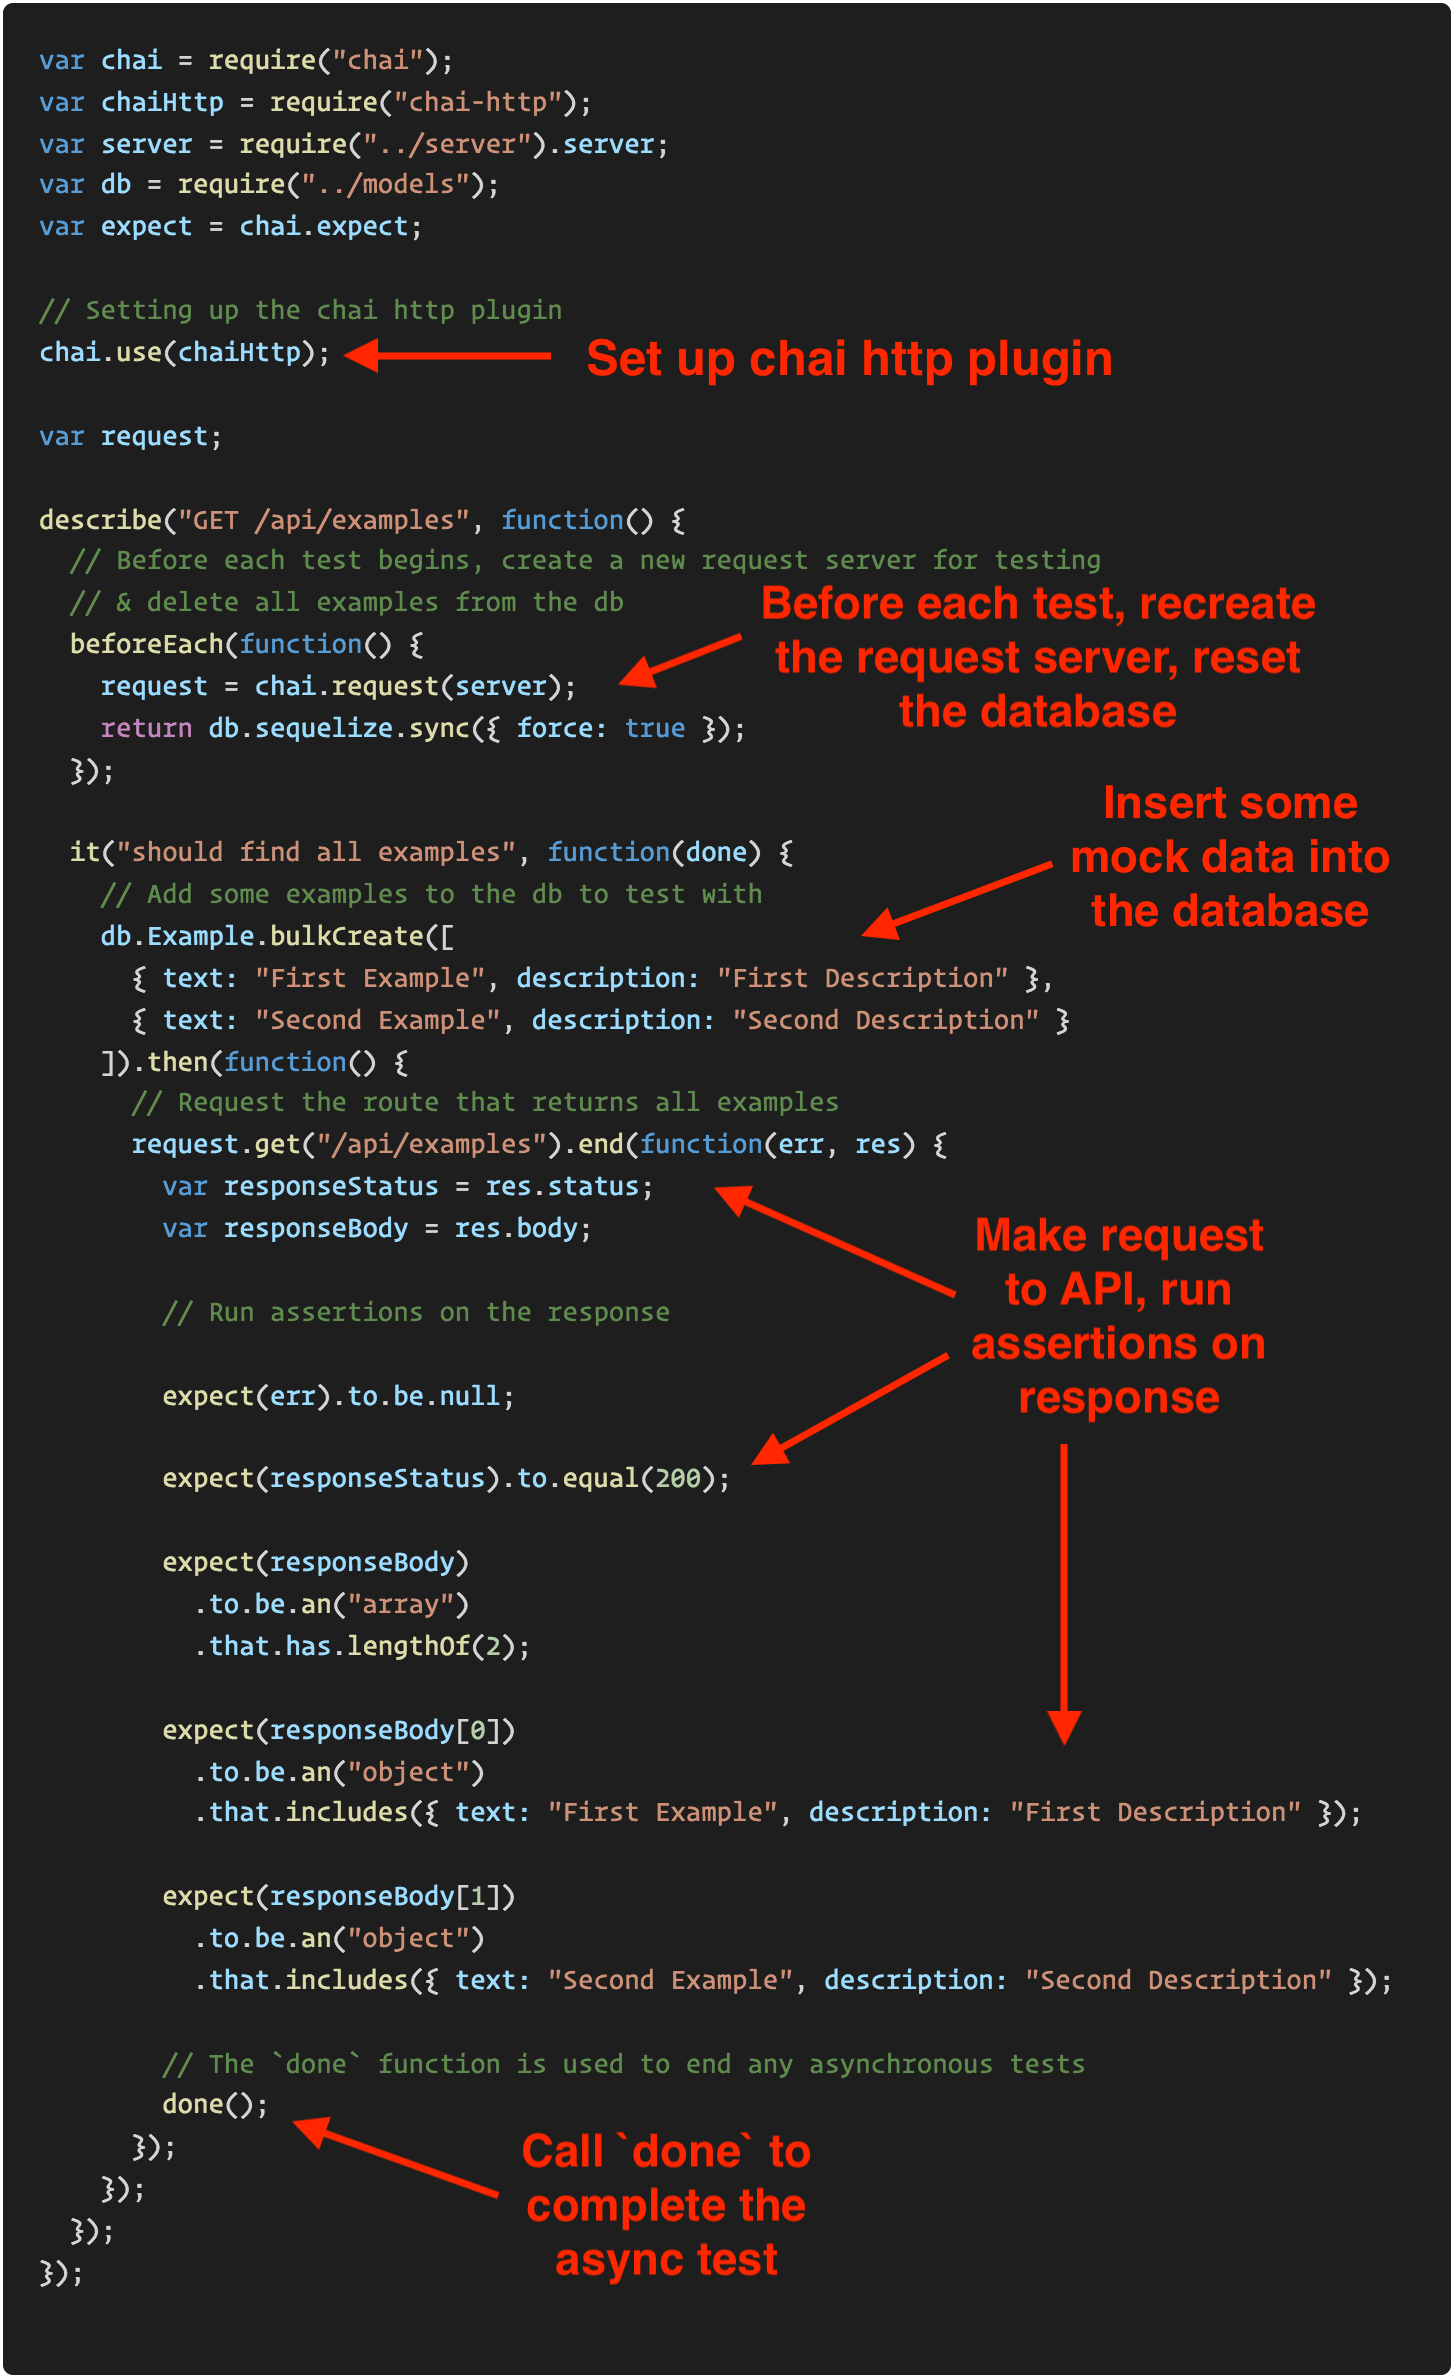 var chai = require("chai");
var chaiHttp = require("chai-http");
var server = require("../server").server;
var db = require("../models");
var expect = chai.expect;
// Setting up the chai http plugin
chai.use(chaiHttp);
Set up chai http plugin
var request;
describe("GET /api/examples", function() {
// Before each test begins, create a new request server for testing
// & delete all examples from the db
beforeEach(function() {
request = chai.request(server);
return db.sequelize.sync({ force: true });
});
Before each test, recreate
the request server, reset
the database
it("should find all examples", function(done) {
// Add some examples to the db to test with
db.Example.bulkCreate([
{ text: "First Example", description: "First Description" },
{ text: "Second Example", description: "Second Description" }
]).then(function() {
Insert some
mock data into
the database
// Request the route that returns all examples
request.get("/api/examples").end(function(err, res) {
var responseStatus = res.status;
var responseBody = res.body;
// Run assertions on the response
expect(err).to.be.null;
expect(responseStatus).to.equal(200);
Make request
to API, run
assertions on
response
expect(responseBody)
.to.be.an("array")
.that.has.lengthOf(2);
expect(responseBody[0])
.to.be.an("object")
.that.includes({ text: "First Example", description: "First Description" });
expect(responseBody[1])
.to.be.an("object")
.that.includes({ text: "Second Example", description: "Second Description" });
// The `done` function is used to end any asynchronous tests
done();
});
});
});
});
Call `done` to
complete the
async test